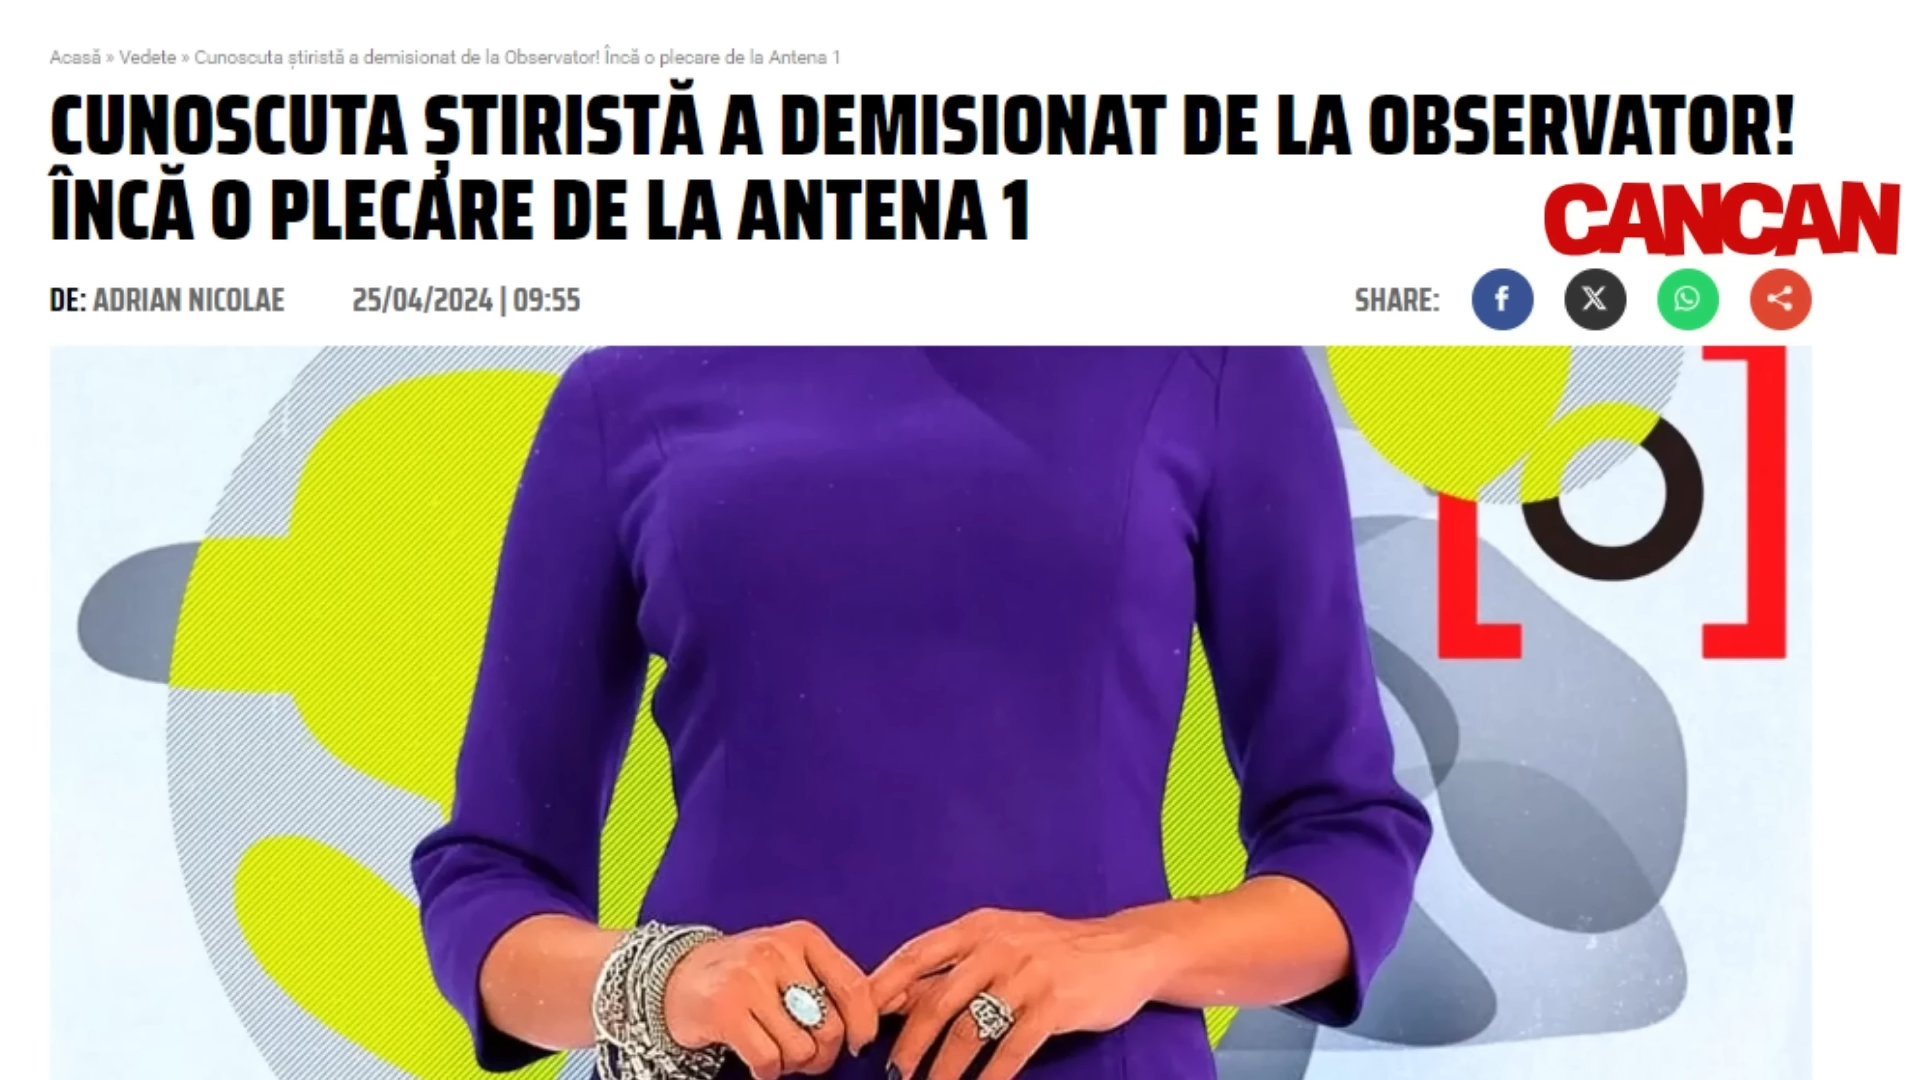 Acasă » Vedete » Cunoscuta știristă a demisionat de la Observator! Încă o plecare de la Antena 1
CUNOSCUTA ȘTIRISTĂ A DEMISIONAT DE LA OBSERVATOR!
ÎNCĂ O PLECARE DE LA ANTENA 1
CANCAN
DE: ADRIAN NICOLAE 25/04/2024 | 09:55 SHARE: